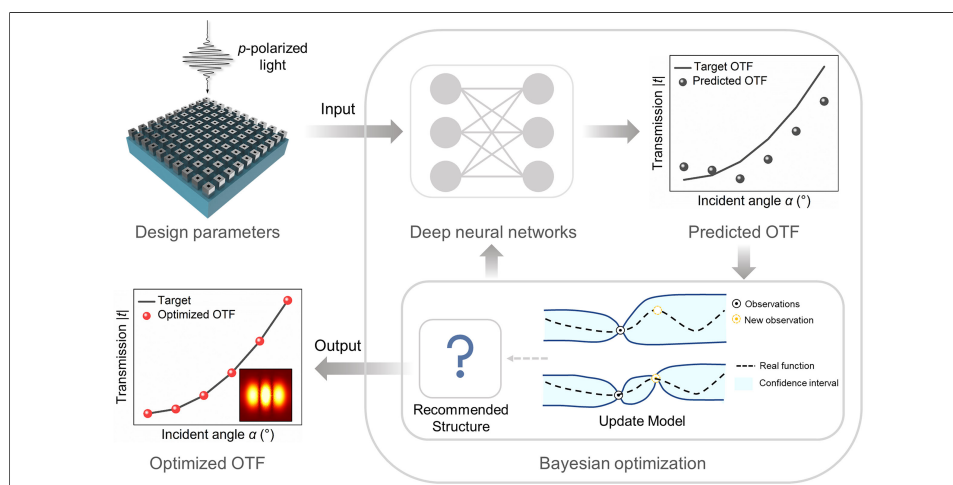 p-polarized
light
Input
Design parameters
Deep neural networks
Target OTF
Predicted OTF
Transmission |t|
Incident angle α (°)
Predicted OTF
Target
Optimized OTF
Transmission |t|
Incident angle α (°)
Optimized OTF
Output
?
Recommended
Structure
Observations
New observation
Real function
Confidence interval
Update Model
Bayesian optimization